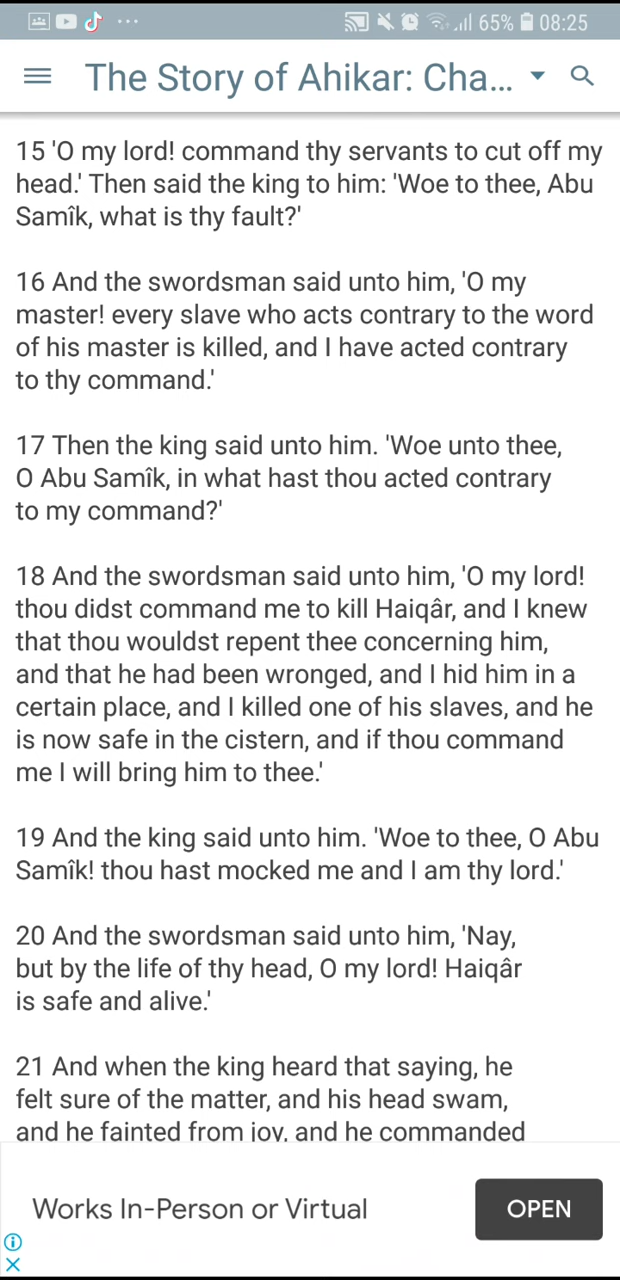 65% 08:25
The Story of Ahikar: Cha...
15 'O my lord! command thy servants to cut off my
head.' Then said the king to him: 'Woe to thee, Abu
Samîk, what is thy fault?'
16 And the swordsman said unto him, 'O my
master! every slave who acts contrary to the word
of his master is killed, and I have acted contrary
to thy command.'
17 Then the king said unto him. 'Woe unto thee,
O Abu Samîk, in what hast thou acted contrary
to my command?'
18 And the swordsman said unto him, 'O my lord!
thou didst command me to kill Haiqâr, and I knew
that thou wouldst repent thee concerning him,
and that he had been wronged, and I hid him in a
certain place, and I killed one of his slaves, and he
is now safe in the cistern, and if thou command
me I will bring him to thee.'
19 And the king said unto him. 'Woe to thee, O Abu
Samîk! thou hast mocked me and I am thy lord.'
20 And the swordsman said unto him, 'Nay,
but by the life of thy head, O my lord! Haiqâr
is safe and alive.'
21 And when the king heard that saying, he
felt sure of the matter, and his head swam,
and he fainted from joy, and he commanded
Works In-Person or Virtual
OPEN